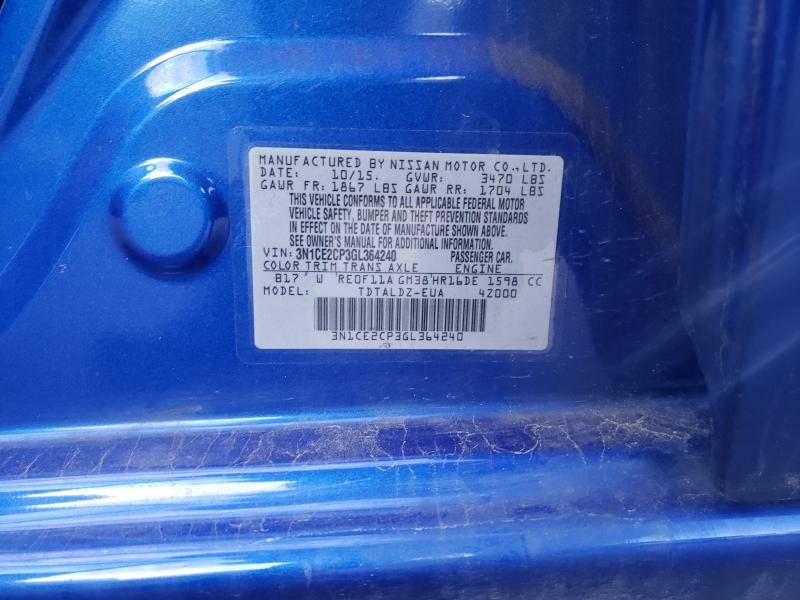 MANUFACTURED BY NISSAN MOTOR CO., LTD.
DATE: 10/15. GVWR: 3470 LBS
GAWR FR: 1867 LBS GAWR RR: 1704 LBS
THIS VEHICLE CONFORMS TO ALL APPLICABLE FEDERAL MOTOR
VEHICLE SAFETY, BUMPER AND THEFT PREVENTION STANDARDS
IN EFFECT ON THE DATE OF MANUFACTURE SHOWN ABOVE.
SEE OWNER'S MANUAL FOR ADDITIONAL INFORMATION.
VIN: 3N1CE2CP3GL364240 PASSENGER CAR.
COLOR TRIM TRANS AXLE ENGINE
B17 W RE0F11A GM38 HR16DE 1598 CC
MODEL: TDTALDZ-EUA 4Z000
3N1CE2CP3GL364240